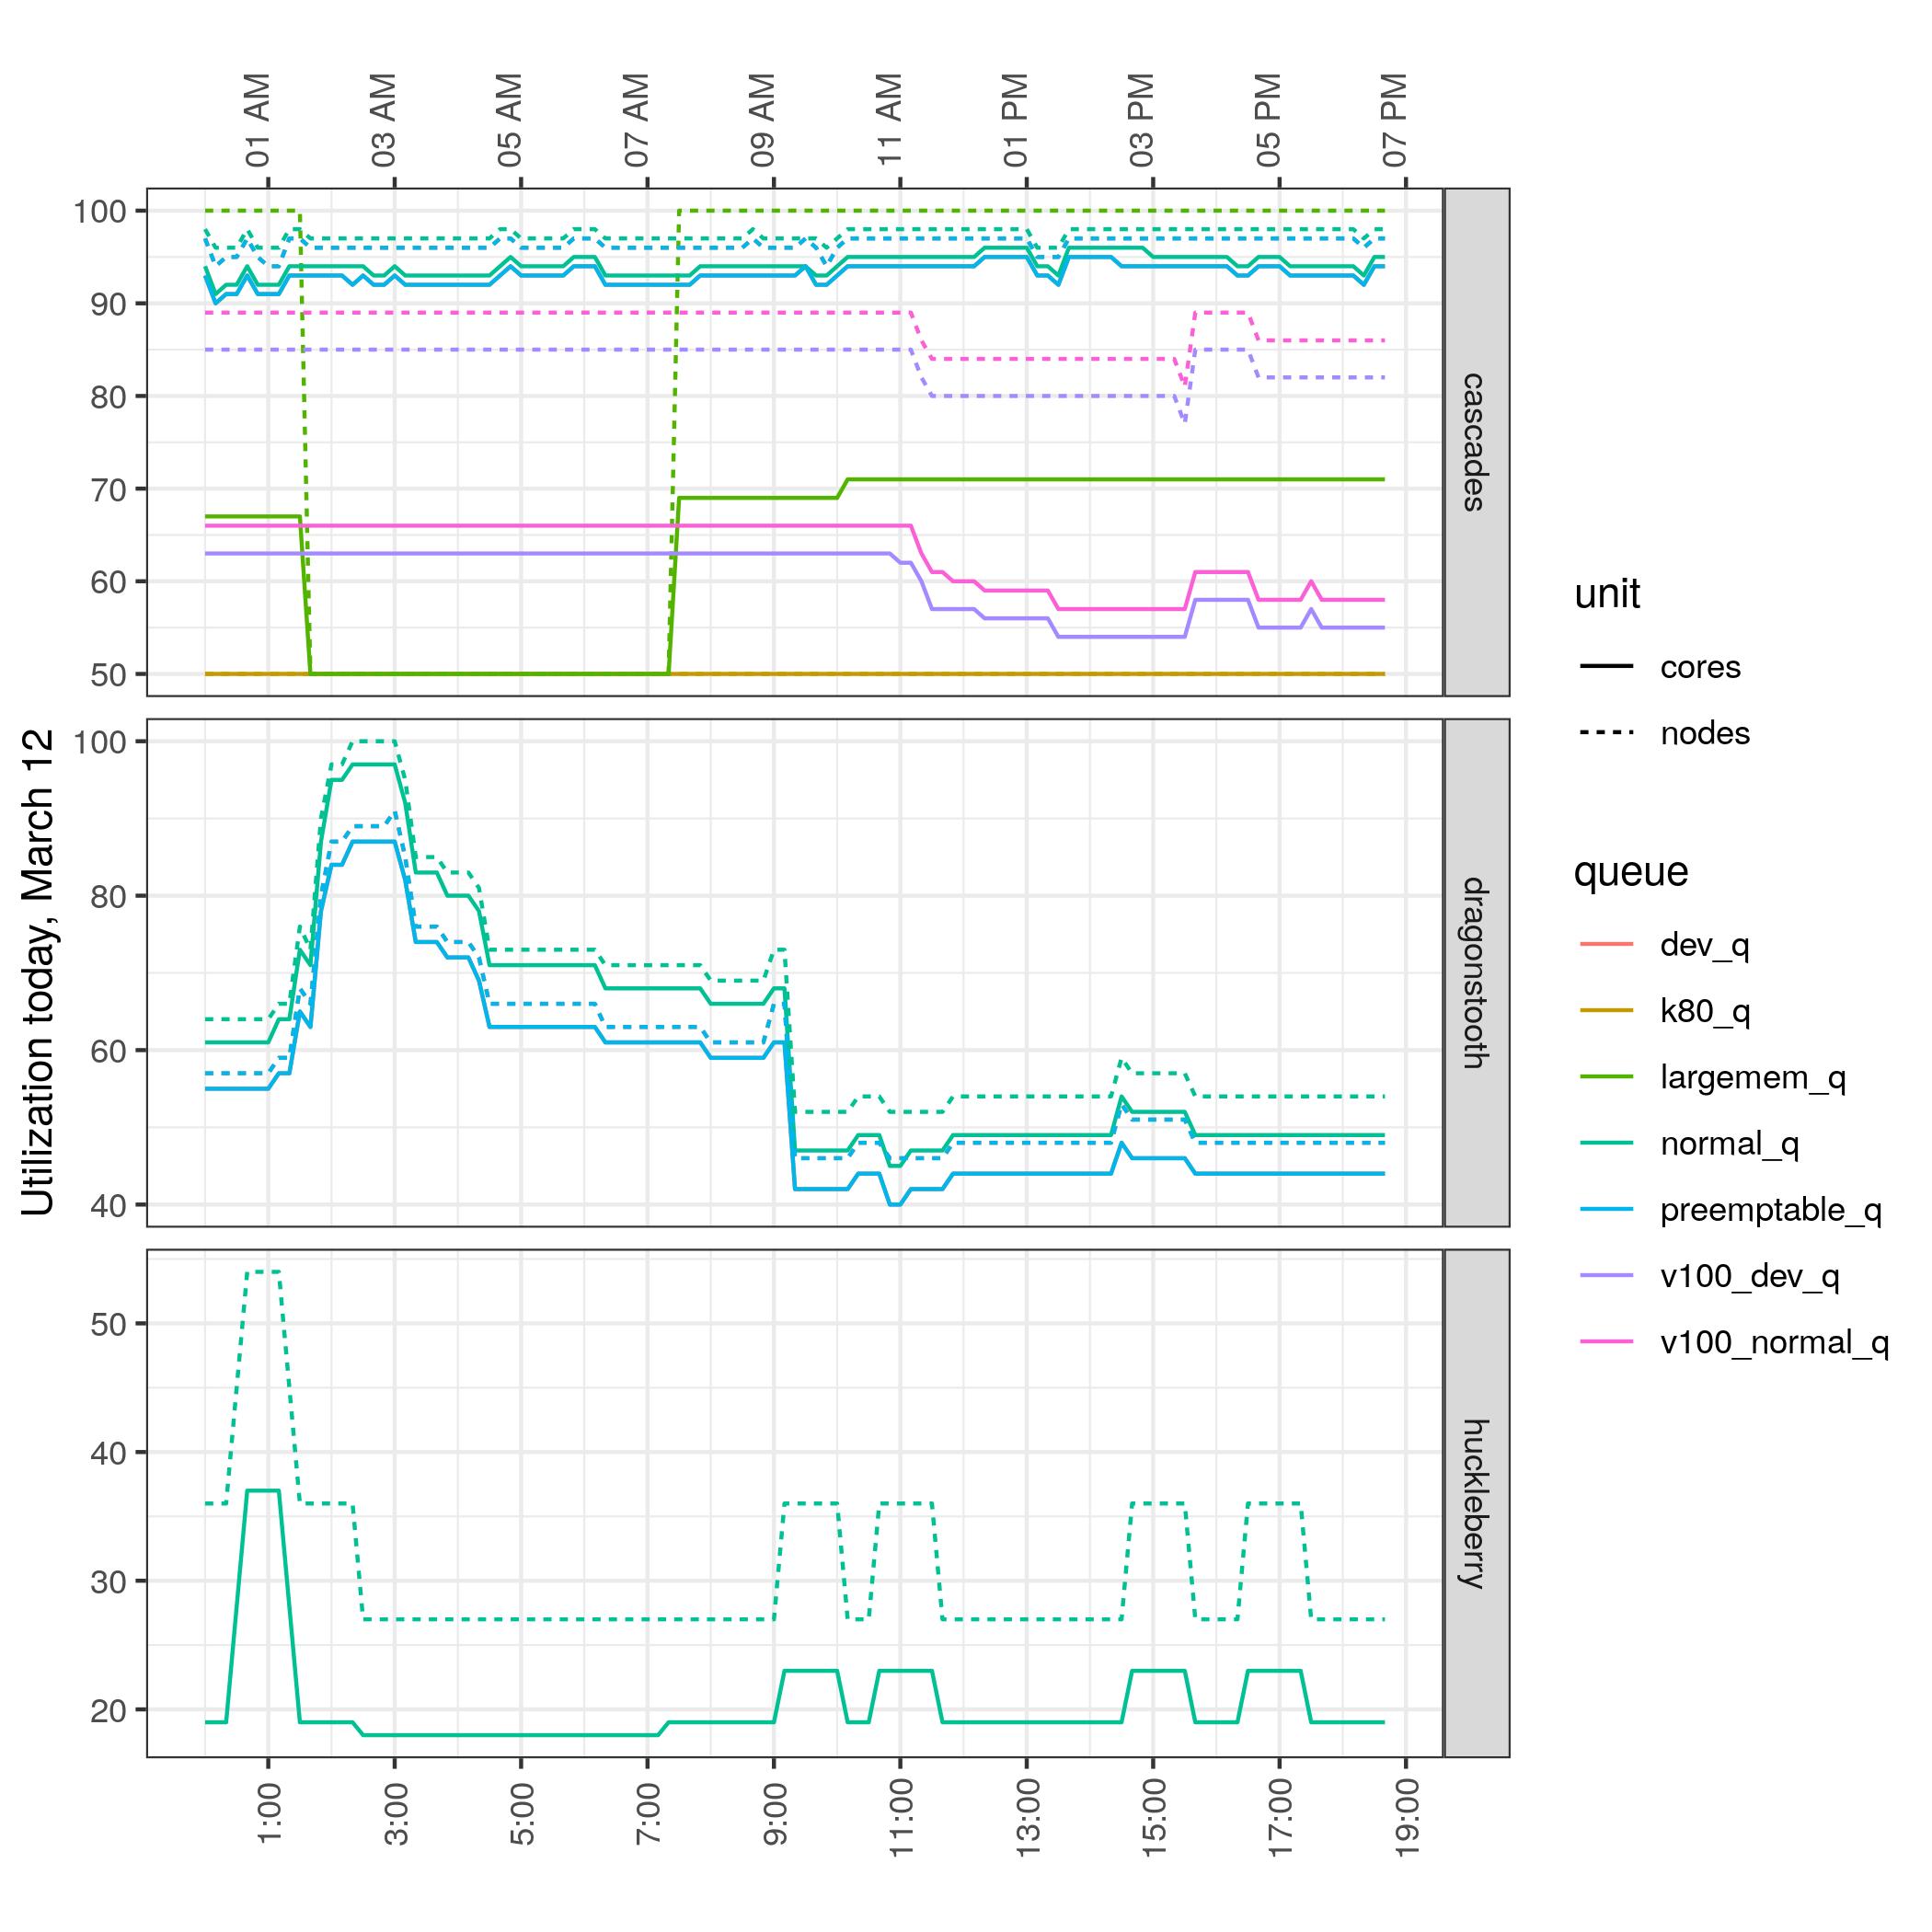 01 AM
03 AM
05 AM
07 AM
09 AM
11 AM
01 PM
03 PM
05 PM
07 PM
Utilization today, March 12
100
90
80
70
60
50
cascades
100
80
60
40
dragonstooth
50
40
30
20
huckleberry
1:00
3:00
5:00
7:00
9:00
11:00
13:00
15:00
17:00
19:00
unit
cores
nodes
queue
dev_q
k80_q
largemem_q
normal_q
preemptable_q
v100_dev_q
v100_normal_q